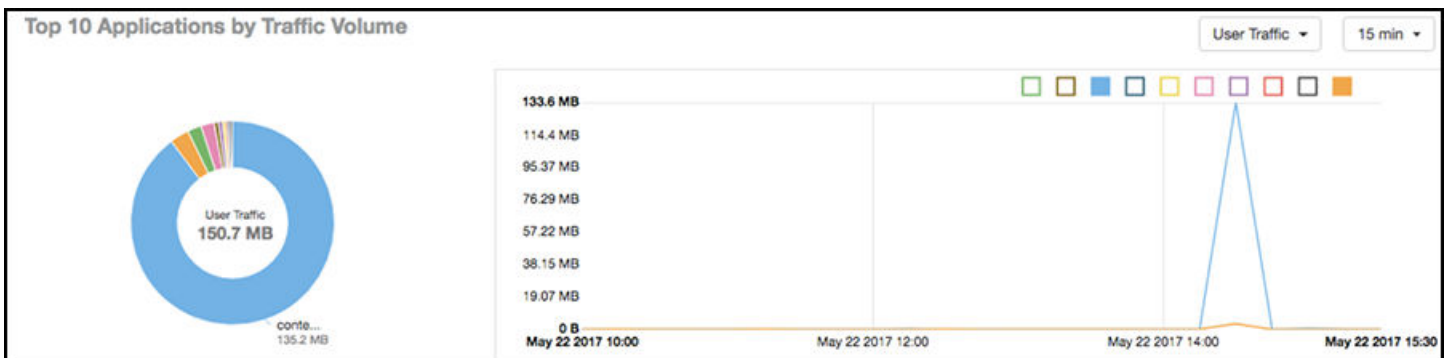 Top 10 Applications by Traffic Volume
User Traffic
15 min
133.6 MB
114.4 MB
95.37 MB
76.29 MB
57.22 MB
38.15 MB
19.07 MB
0 B
May 22 2017 10:00
May 22 2017 12:00
May 22 2017 14:00
May 22 2017 15:30
User Traffic
150.7 MB
conte...
135.2 MB